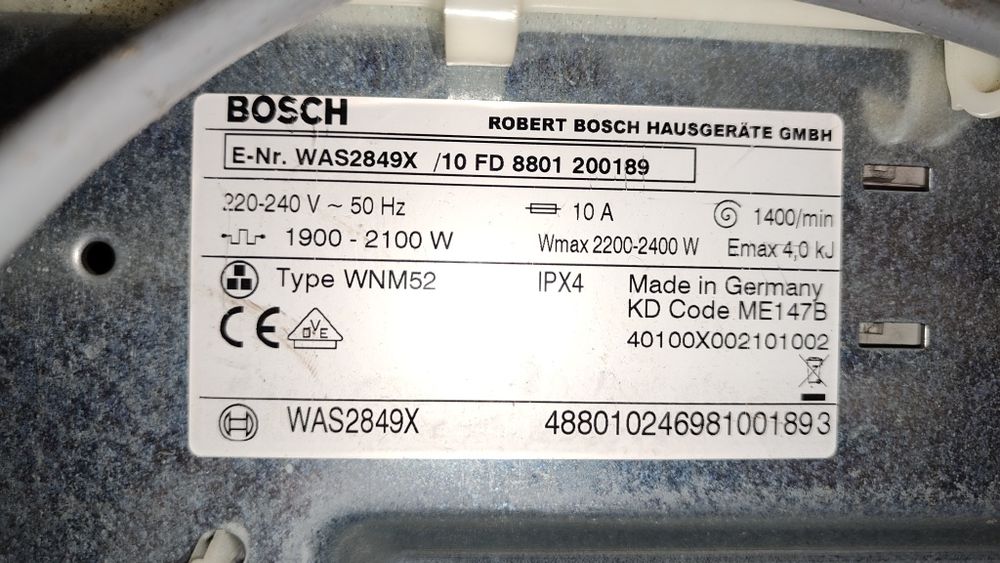 BOSCH
ROBERT BOSCH HAUSGERÄTE GMBH
E-Nr. WAS2849X /10 FD 8801 200189
220-240 V ~ 50 Hz 10 A 1400/min
1900 - 2100 W Wmax 2200-2400 W Emax 4,0 kJ
Type WNM52 IPX4 Made in Germany
KD Code ME147B
CE DVE
40100X002101002
WAS2849X 488010246981001893